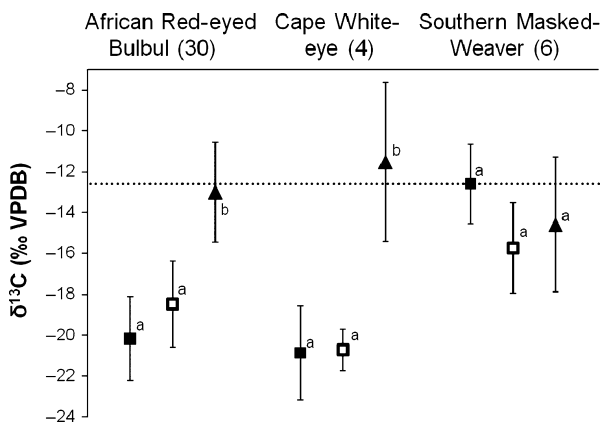 African Red-eyed Bulbul (30)
Cape White-eye (4)
Southern Masked-Weaver (6)
δ13C (‰ VPDB)
–8
–10
–12
–14
–16
–18
–20
–22
–24
a
a
b
a
a
b
a
a
a